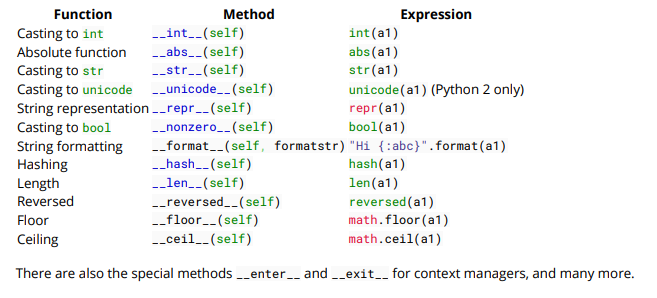 Function Method Expression
Casting to int __int__(self) int(a1)
Absolute function __abs__(self) abs(a1)
Casting to str __str__(self) str(a1)
Casting to unicode __unicode__(self) unicode(a1) (Python 2 only)
String representation __repr__(self) repr(a1)
Casting to bool __nonzero__(self) bool(a1)
String formatting __format__(self, formatstr) "Hi {:abc}".format(a1)
Hashing __hash__(self) hash(a1)
Length __len__(self) len(a1)
Reversed __reversed__(self) reversed(a1)
Floor __floor__(self) math.floor(a1)
Ceiling __ceil__(self) math.ceil(a1)
There are also the special methods __enter__ and __exit__ for context managers, and many more.